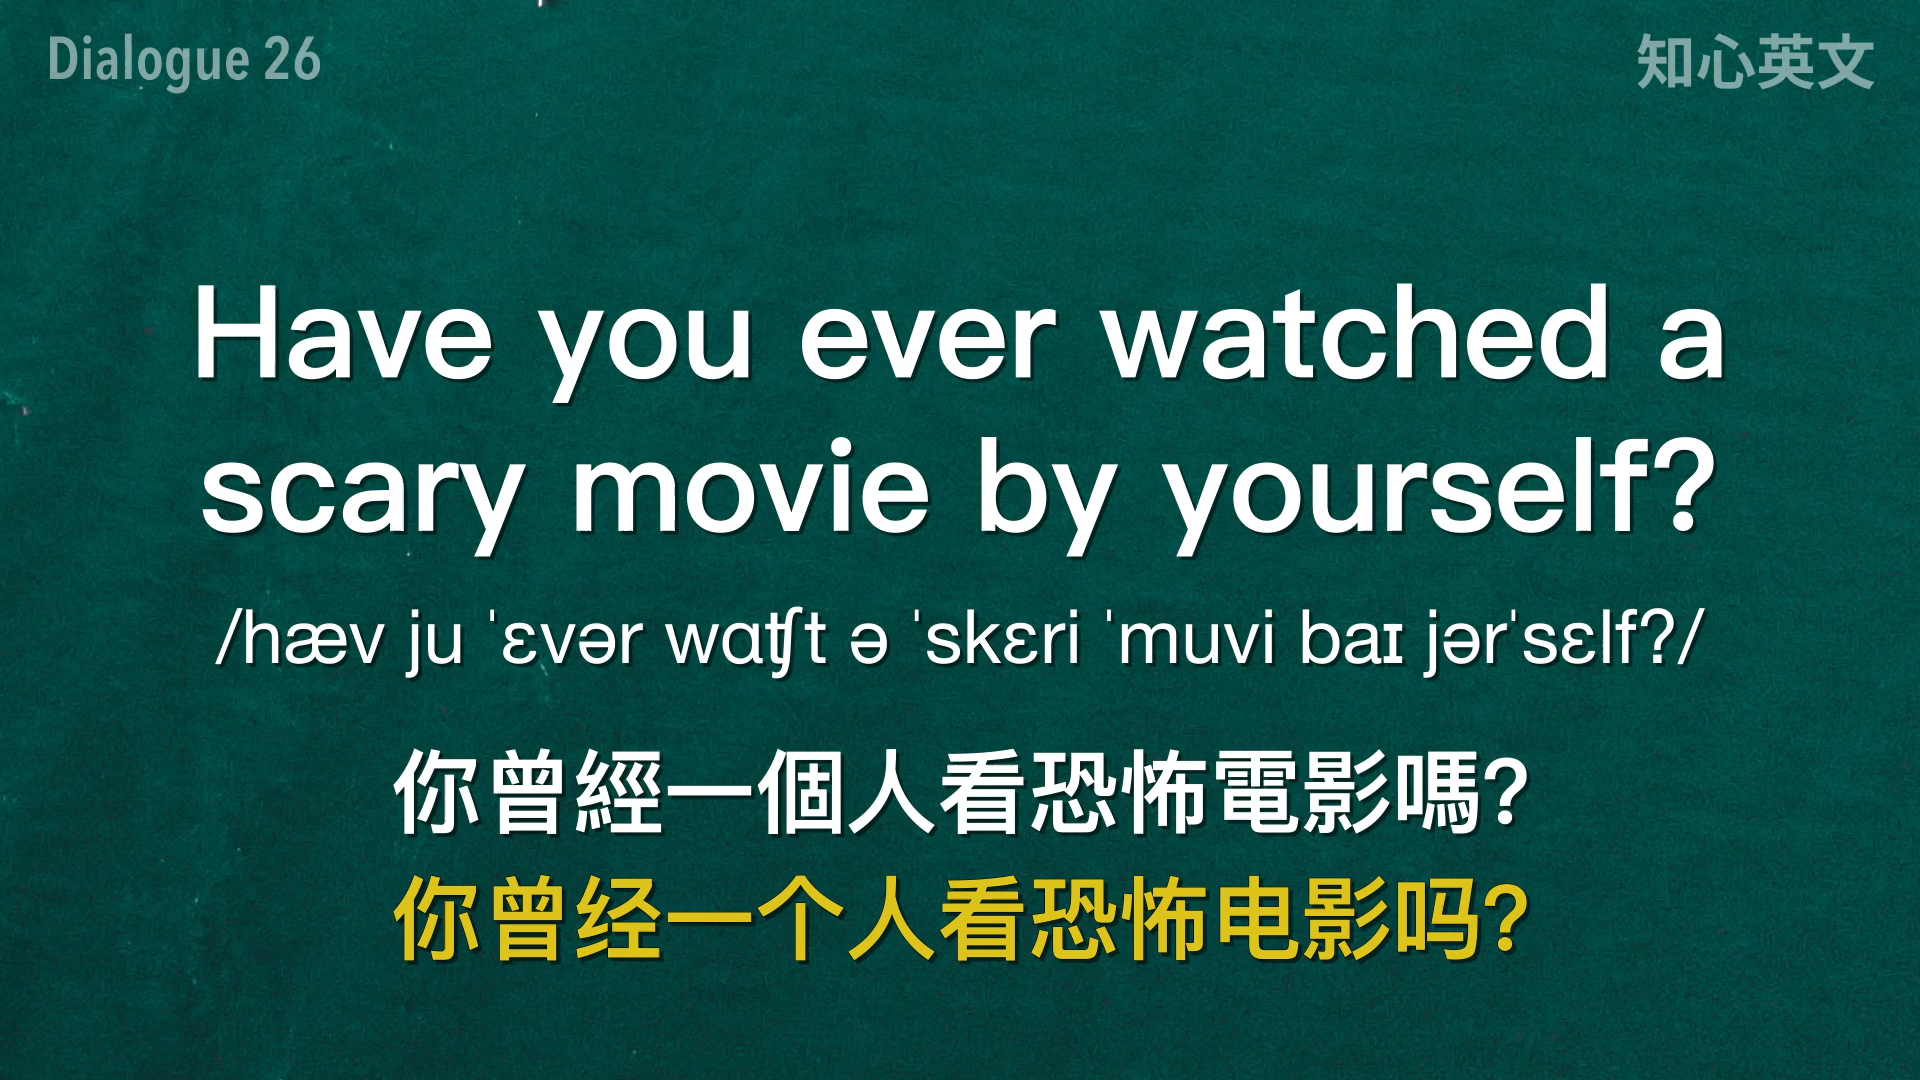 Dialogue 26
知心英文
Have you ever watched a
scary movie by yourself?
/hæv ju ˈɛvər wɑʧt ə ˈskɛri ˈmuvi baɪ jərˈsɛlf?/
你曾經一個人看恐怖電影嗎?
你曾经一个人看恐怖电影吗?